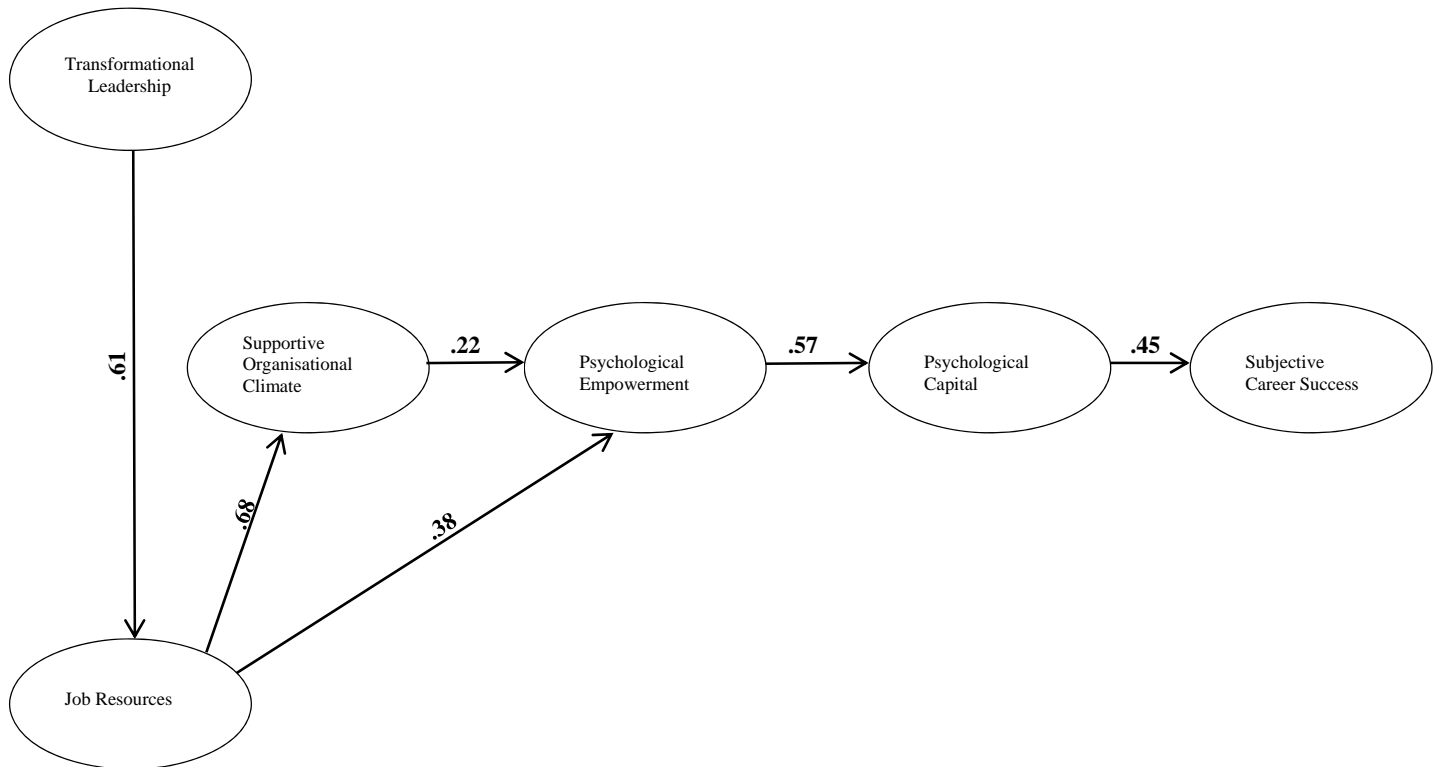 Transformational
Leadership
.61
Supportive
Organisational
Climate
.22
Psychological
Empowerment
.57
Psychological
Capital
.45
Subjective
Career Success
.68
.38
Job Resources